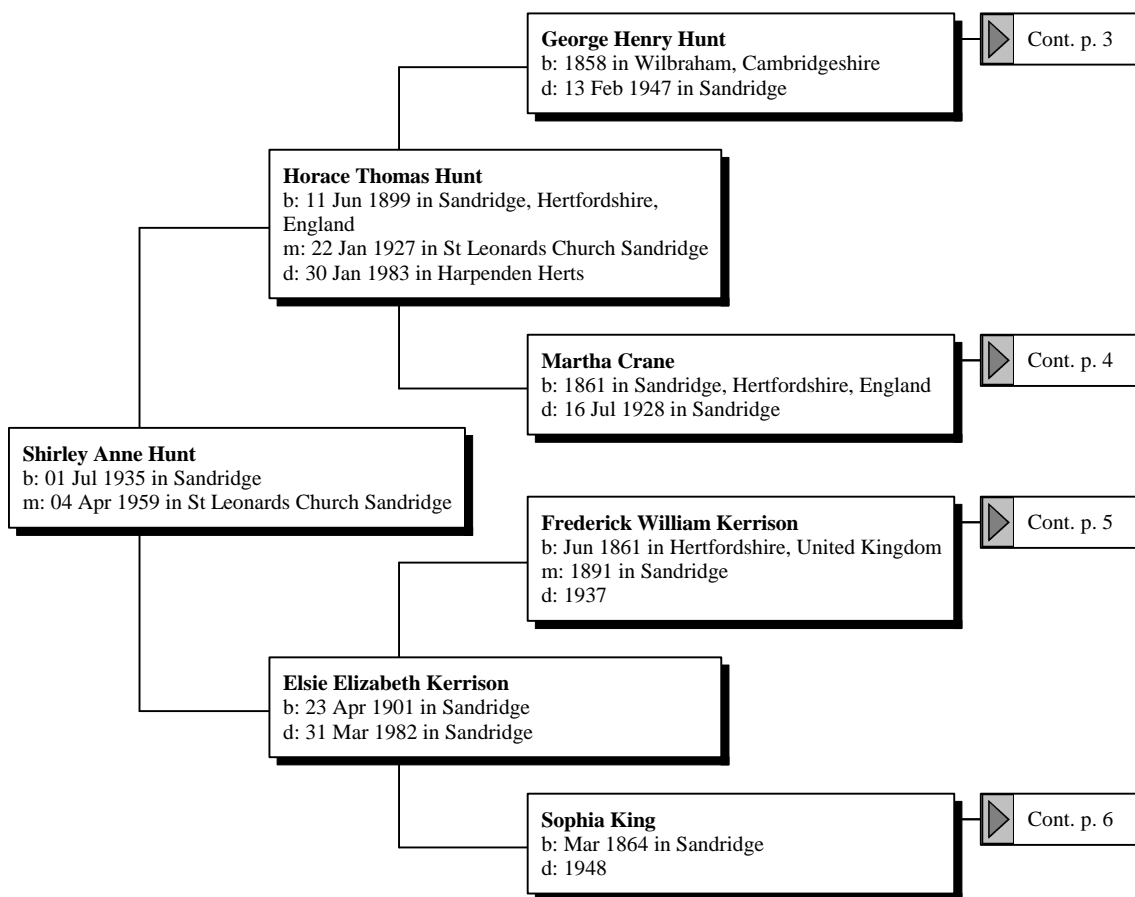 George Henry Hunt
b: 1858 in Wilbraham, Cambridgeshire
d: 13 Feb 1947 in Sandridge
Cont. p. 3
Horace Thomas Hunt
b: 11 Jun 1899 in Sandridge, Hertfordshire,
England
m: 22 Jan 1927 in St Leonards Church Sandridge
d: 30 Jan 1983 in Harpenden Herts
Martha Crane
b: 1861 in Sandridge, Hertfordshire, England
d: 16 Jul 1928 in Sandridge
Cont. p. 4
Shirley Anne Hunt
b: 01 Jul 1935 in Sandridge
m: 04 Apr 1959 in St Leonards Church Sandridge
Frederick William Kerrison
b: Jun 1861 in Hertfordshire, United Kingdom
m: 1891 in Sandridge
d: 1937
Cont. p. 5
Elsie Elizabeth Kerrison
b: 23 Apr 1901 in Sandridge
d: 31 Mar 1982 in Sandridge
Sophia King
b: Mar 1864 in Sandridge
d: 1948
Cont. p. 6